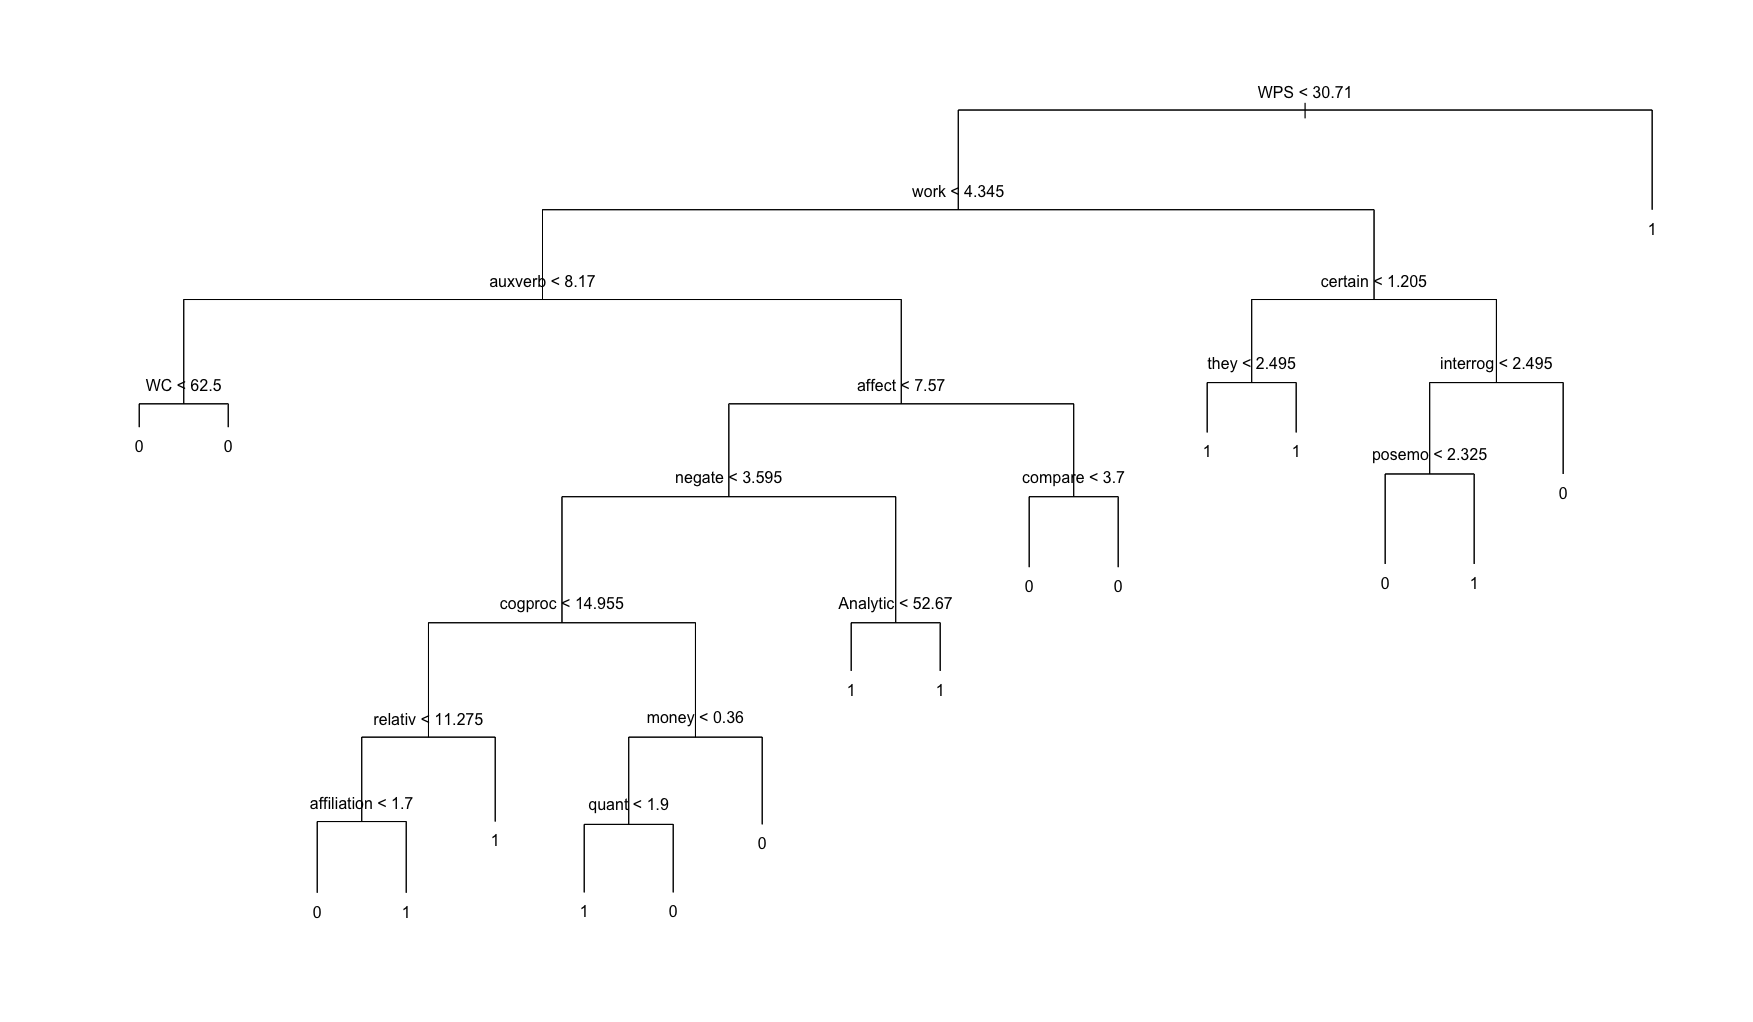 WPS < 30.71
work < 4.345
1
auxverb < 8.17
certain < 1.205
they < 2.495
interrog < 2.495
WC < 62.5
affect < 7.57
0
0
1
1
posemo < 2.325
negate < 3.595
compare < 3.7
0
0
1
0
0
cogproc < 14.955
Analytic < 52.67
1
1
relativ < 11.275
money < 0.36
affiliation < 1.7
quant < 1.9
1
0
0
1
1
0